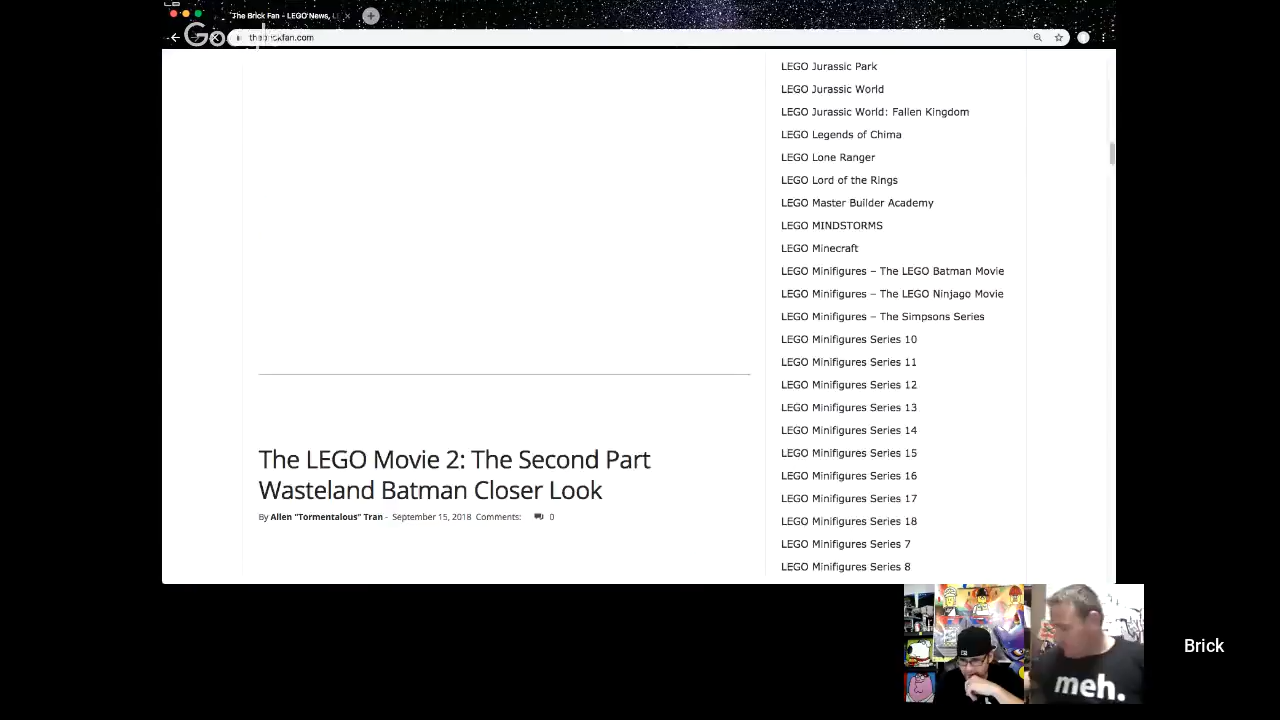 The Brick Fan - LEGO News, L
Google
thebrickfan.com
LEGO Jurassic Park
LEGO Jurassic World
LEGO Jurassic World: Fallen Kingdom
LEGO Legends of Chima
LEGO Lone Ranger
LEGO Lord of the Rings
LEGO Master Builder Academy
LEGO MINDSTORMS
LEGO Minecraft
LEGO Minifigures – The LEGO Batman Movie
LEGO Minifigures – The LEGO Ninjago Movie
LEGO Minifigures – The Simpsons Series
LEGO Minifigures Series 10
LEGO Minifigures Series 11
LEGO Minifigures Series 12
LEGO Minifigures Series 13
LEGO Minifigures Series 14
LEGO Minifigures Series 15
LEGO Minifigures Series 16
LEGO Minifigures Series 17
LEGO Minifigures Series 18
LEGO Minifigures Series 7
LEGO Minifigures Series 8
The LEGO Movie 2: The Second Part
Wasteland Batman Closer Look
By Allen "Tormentalous" Tran - September 15, 2018 Comments: 0
meh.
Brick